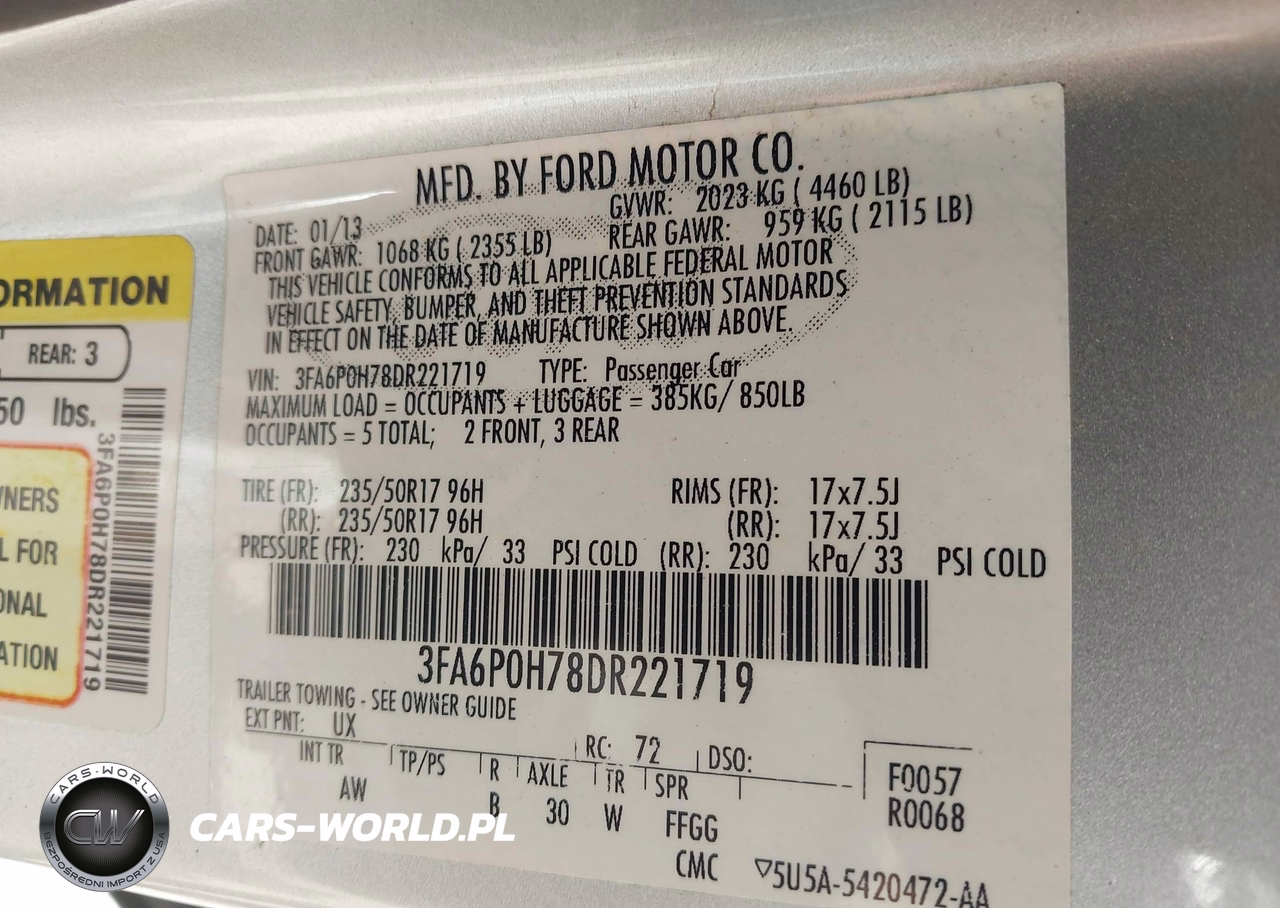 MFD. BY FORD MOTOR CO.
DATE: 01/13
GVWR: 2023 KG ( 4460 LB)
FRONT GAWR: 1068 KG ( 2355 LB)
REAR GAWR: 959 KG ( 2115 LB)
THIS VEHICLE CONFORMS TO ALL APPLICABLE FEDERAL MOTOR
VEHICLE SAFETY, BUMPER, AND THEFT PREVENTION STANDARDS
IN EFFECT ON THE DATE OF MANUFACTURE SHOWN ABOVE.
VIN: 3FA6P0H78DR221719 TYPE: Passenger Car
MAXIMUM LOAD = OCCUPANTS + LUGGAGE = 385KG/ 850LB
OCCUPANTS = 5 TOTAL; 2 FRONT, 3 REAR
TIRE (FR): 235/50R17 96H RIMS (FR): 17x7.5J
(RR): 235/50R17 96H (RR): 17x7.5J
PRESSURE (FR): 230 kPa/ 33 PSI COLD (RR): 230 kPa/ 33 PSI COLD
3FA6P0H78DR221719
TRAILER TOWING - SEE OWNER GUIDE
EXT PNT: UX RC: 72 DSO:
INT TR TP/PS R AXLE TR SPR
AW B 30 W FFGG
CMC
F0057
R0068
▽5U5A-5420472-AA
ORMATION
REAR: 3
50 lbs.
3FA6P0H78DR221719
WNERS
L FOR
ONAL
ATION
CARS-WORLD
CW
BEZPOŚREDNI IMPORT Z USA
CARS-WORLD.PL